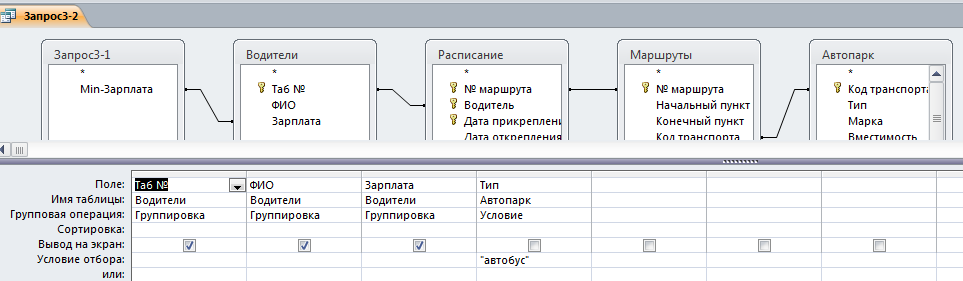 Запрос3-2
Запрос3-1
*
Min-Зарплата
Водители
*
Таб №
ФИО
Зарплата
Расписание
*
№ маршрута
Водитель
Дата прикреплени
Дата открепления
Маршруты
*
№ маршрута
Начальный пункт
Конечный пункт
Код транспорта
Автопарк
*
Код транспорта
Тип
Марка
Вместимость
Поле: Таб № ФИО Зарплата Тип
Имя таблицы: Водители Водители Водители Автопарк
Групповая операция: Группировка Группировка Группировка Условие
Сортировка:
Вывод на экран:
Условие отбора: "автобус"
или: